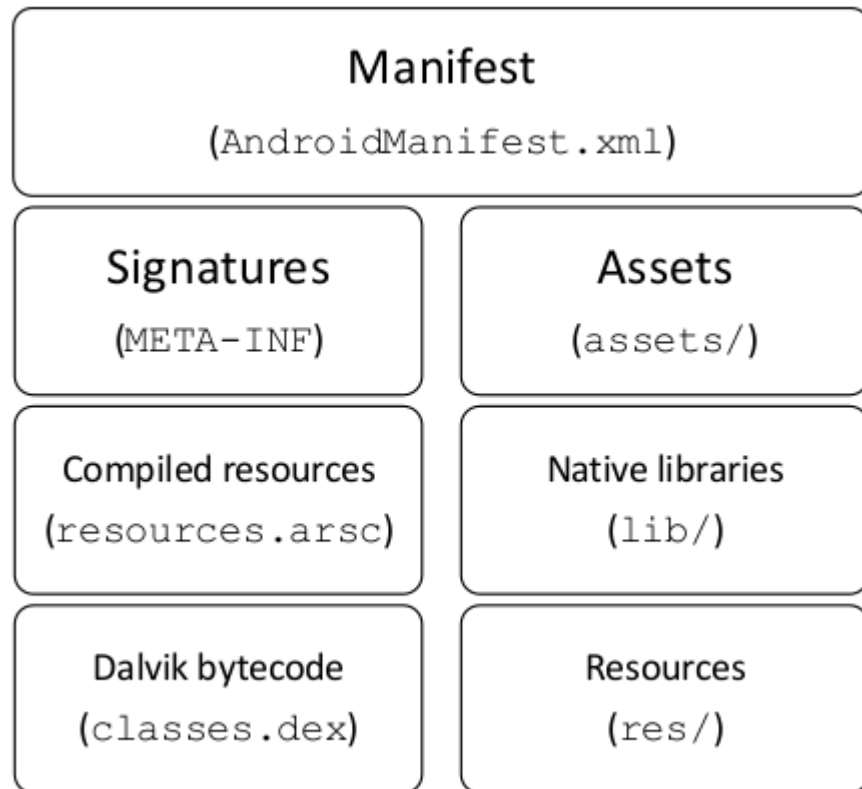 Manifest
(AndroidManifest.xml)
Signatures
(META-INF)
Assets
(assets/)
Compiled resources
(resources.arsc)
Native libraries
(lib/)
Dalvik bytecode
(classes.dex)
Resources
(res/)